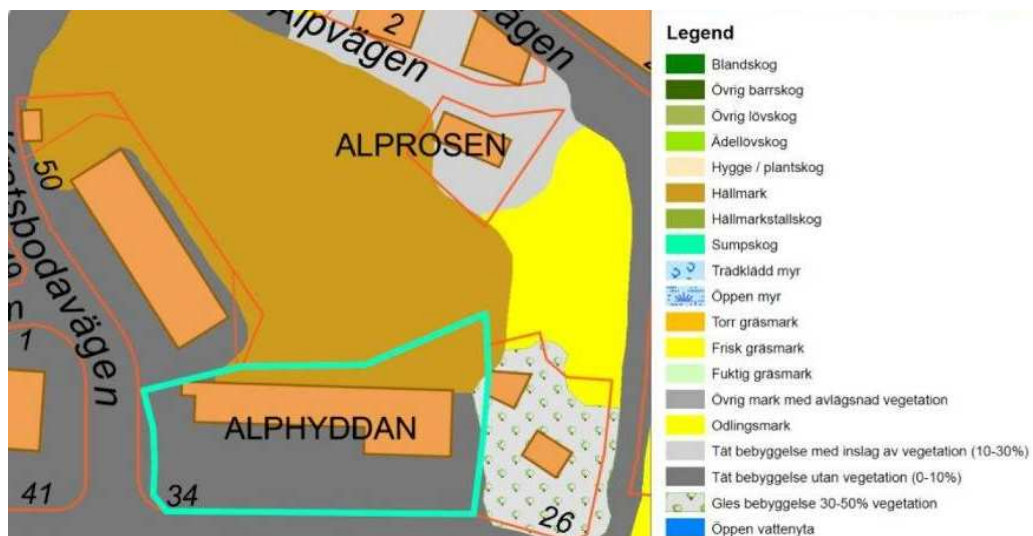 Alpvägen
2
vägen
ALPROSEN
50
ratsbodavägen
1
ALPHYDDAN
41
34
26
Legend
Blandskog
Övrig barrskog
Övrig lövskog
Ädellövskog
Hygge / plantskog
Hällmark
Hällmarkstallskog
Sumpskog
Trädklädd myr
Öppen myr
Torr gräsmark
Frisk gräsmark
Fuktig gräsmark
Övrig mark med avlägsnad vegetation
Odlingsmark
Tät bebyggelse med inslag av vegetation (10-30%)
Tät bebyggelse utan vegetation (0-10%)
Gles bebyggelse 30-50% vegetation
Öppen vattenyta